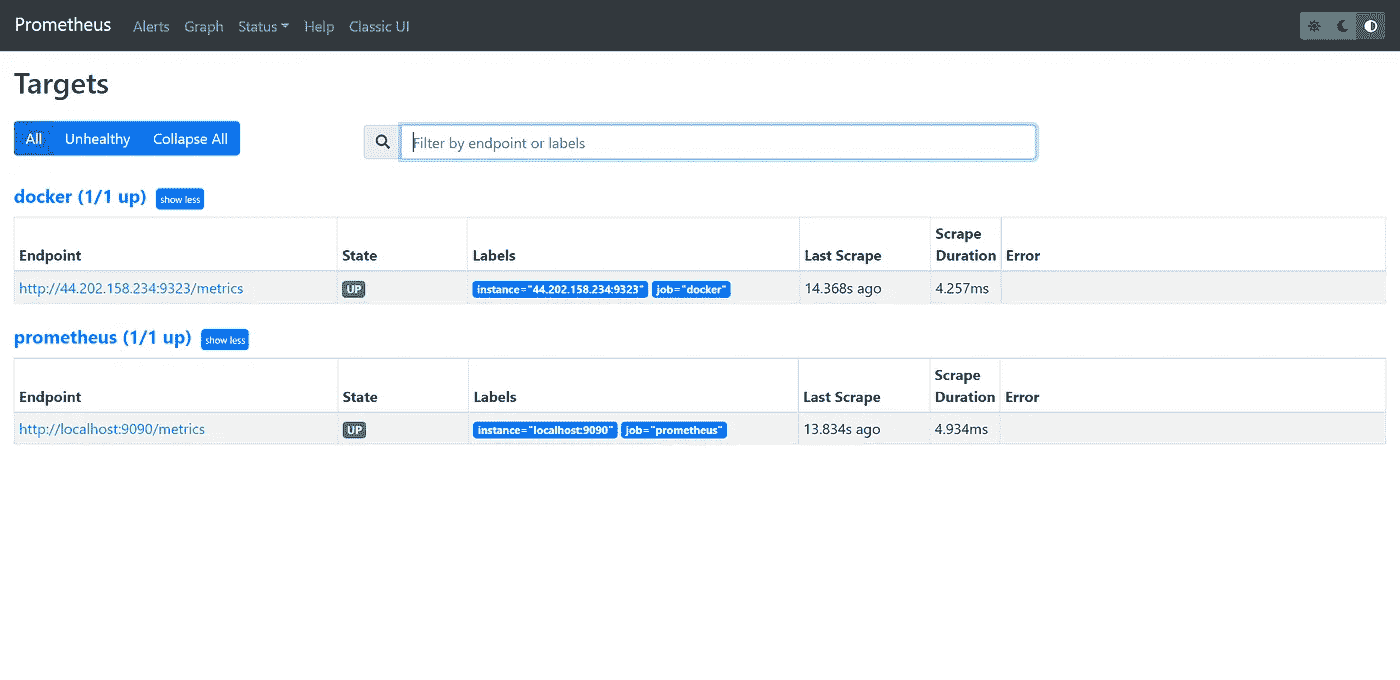 Prometheus Alerts Graph Status Help Classic UI
Targets
All Unhealthy Collapse All
Filter by endpoint or labels
docker (1/1 up) show less
Endpoint State Labels Last Scrape Scrape Duration Error
http://44.202.158.234:9323/metrics UP instance="44.202.158.234:9323" job="docker" 14.368s ago 4.257ms
prometheus (1/1 up) show less
Endpoint State Labels Last Scrape Scrape Duration Error
http://localhost:9090/metrics UP instance="localhost:9090" job="prometheus" 13.834s ago 4.934ms